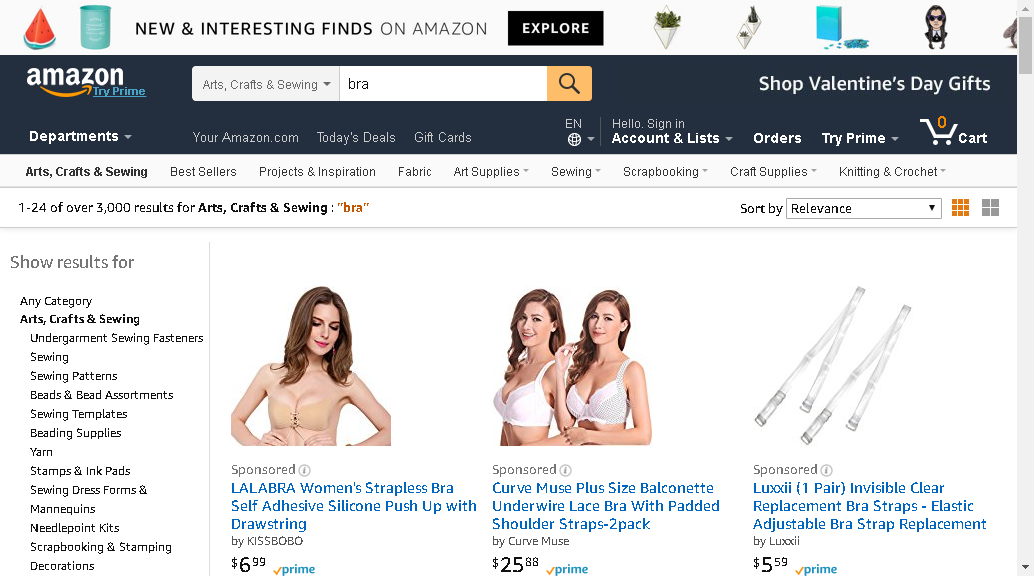 NEW & INTERESTING FINDS ON AMAZON EXPLORE
amazon
Try Prime
Arts, Crafts & Sewing
bra
Shop Valentine's Day Gifts
Departments
Your Amazon.com
Today's Deals
Gift Cards
EN
Hello. Sign in
Account & Lists
Orders
Try Prime
0
Cart
Arts, Crafts & Sewing
Best Sellers
Projects & Inspiration
Fabric
Art Supplies
Sewing
Scrapbooking
Craft Supplies
Knitting & Crochet
1-24 of over 3,000 results for Arts, Crafts & Sewing : "bra"
Sort by Relevance
Show results for
Any Category
Arts, Crafts & Sewing
Undergarment Sewing Fasteners
Sewing
Sewing Patterns
Beads & Bead Assortments
Sewing Templates
Beading Supplies
Yarn
Stamps & Ink Pads
Sewing Dress Forms &
Mannequins
Needlepoint Kits
Scrapbooking & Stamping
Decorations
Sponsored
LALABRA Women's Strapless Bra
Self Adhesive Silicone Push Up with
Drawstring
by KISSBOBO
$6 99 prime
Sponsored
Curve Muse Plus Size Balconette
Underwire Lace Bra With Padded
Shoulder Straps-2pack
by Curve Muse
$25 88 prime
Sponsored
Luxxii (1 Pair) Invisible Clear
Replacement Bra Straps - Elastic
Adjustable Bra Strap Replacement
by Luxxii
$5 59 prime